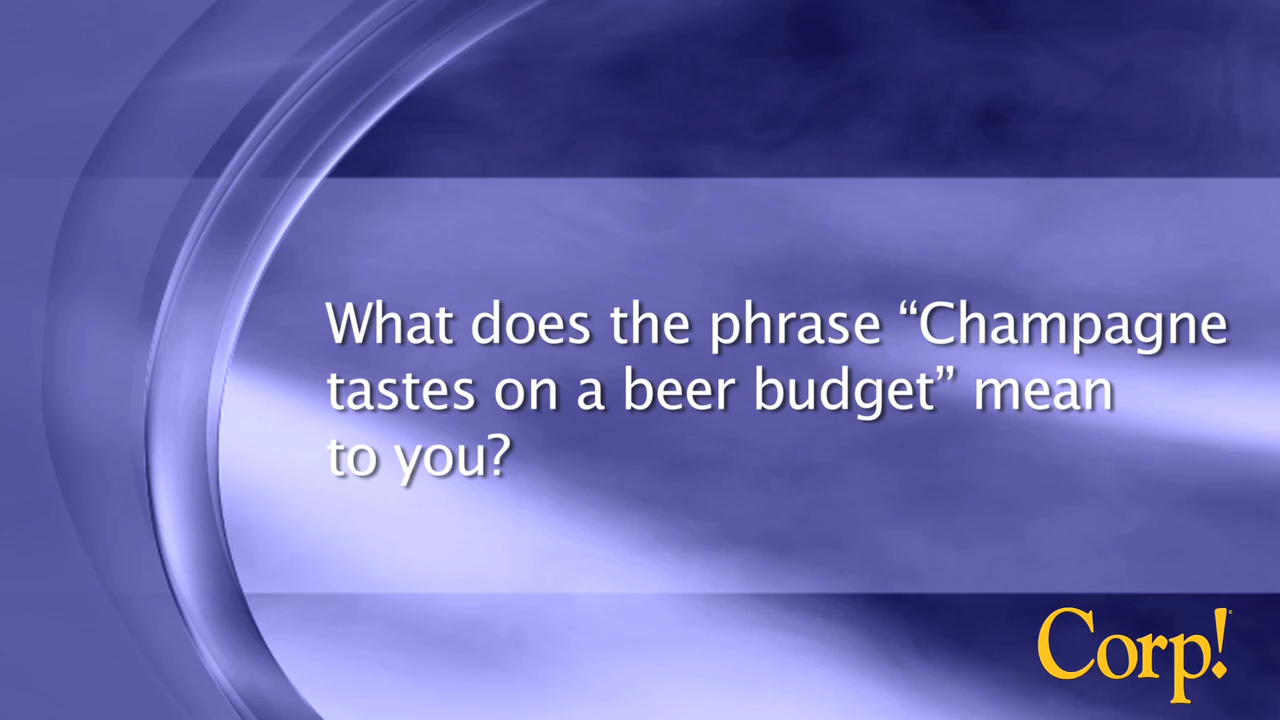 What does the phrase “Champagne
tastes on a beer budget” mean
to you?
Corp!